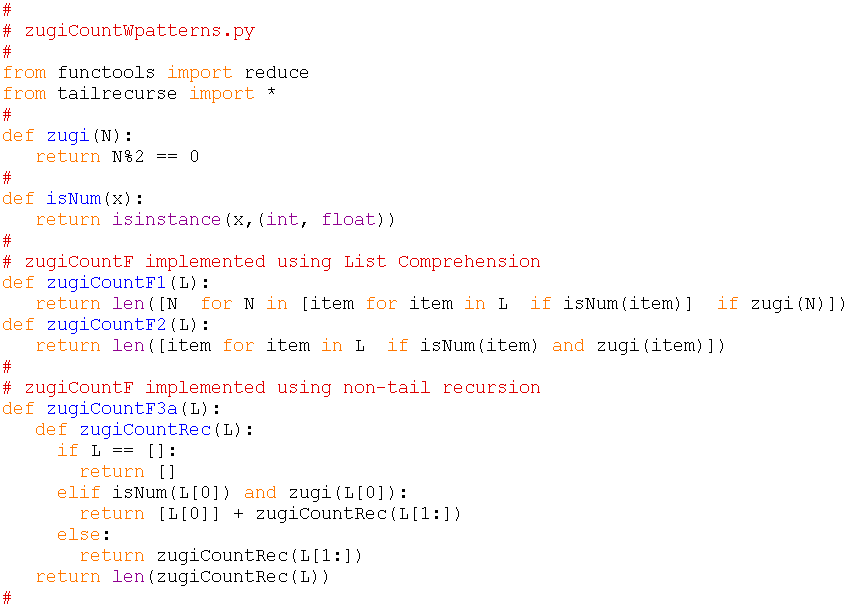 #
# zugiCountWpatterns.py
#
from functools import reduce
from tailrecurse import *
#
def zugi(N):
   return N%2 == 0
#
def isNum(x):
   return isinstance(x,(int, float))
#
# zugiCountF implemented using List Comprehension
def zugiCountF1(L):
   return len([N  for N in [item for item in L  if isNum(item)]  if zugi(N)])
def zugiCountF2(L):
   return len([item for item in L  if isNum(item) and zugi(item)])
#
# zugiCountF implemented using non-tail recursion
def zugiCountF3a(L):
   def zugiCountRec(L):
     if L == []:
       return []
     elif isNum(L[0]) and zugi(L[0]):
       return [L[0]] + zugiCountRec(L[1:])
     else:
       return zugiCountRec(L[1:])
   return len(zugiCountRec(L))
#